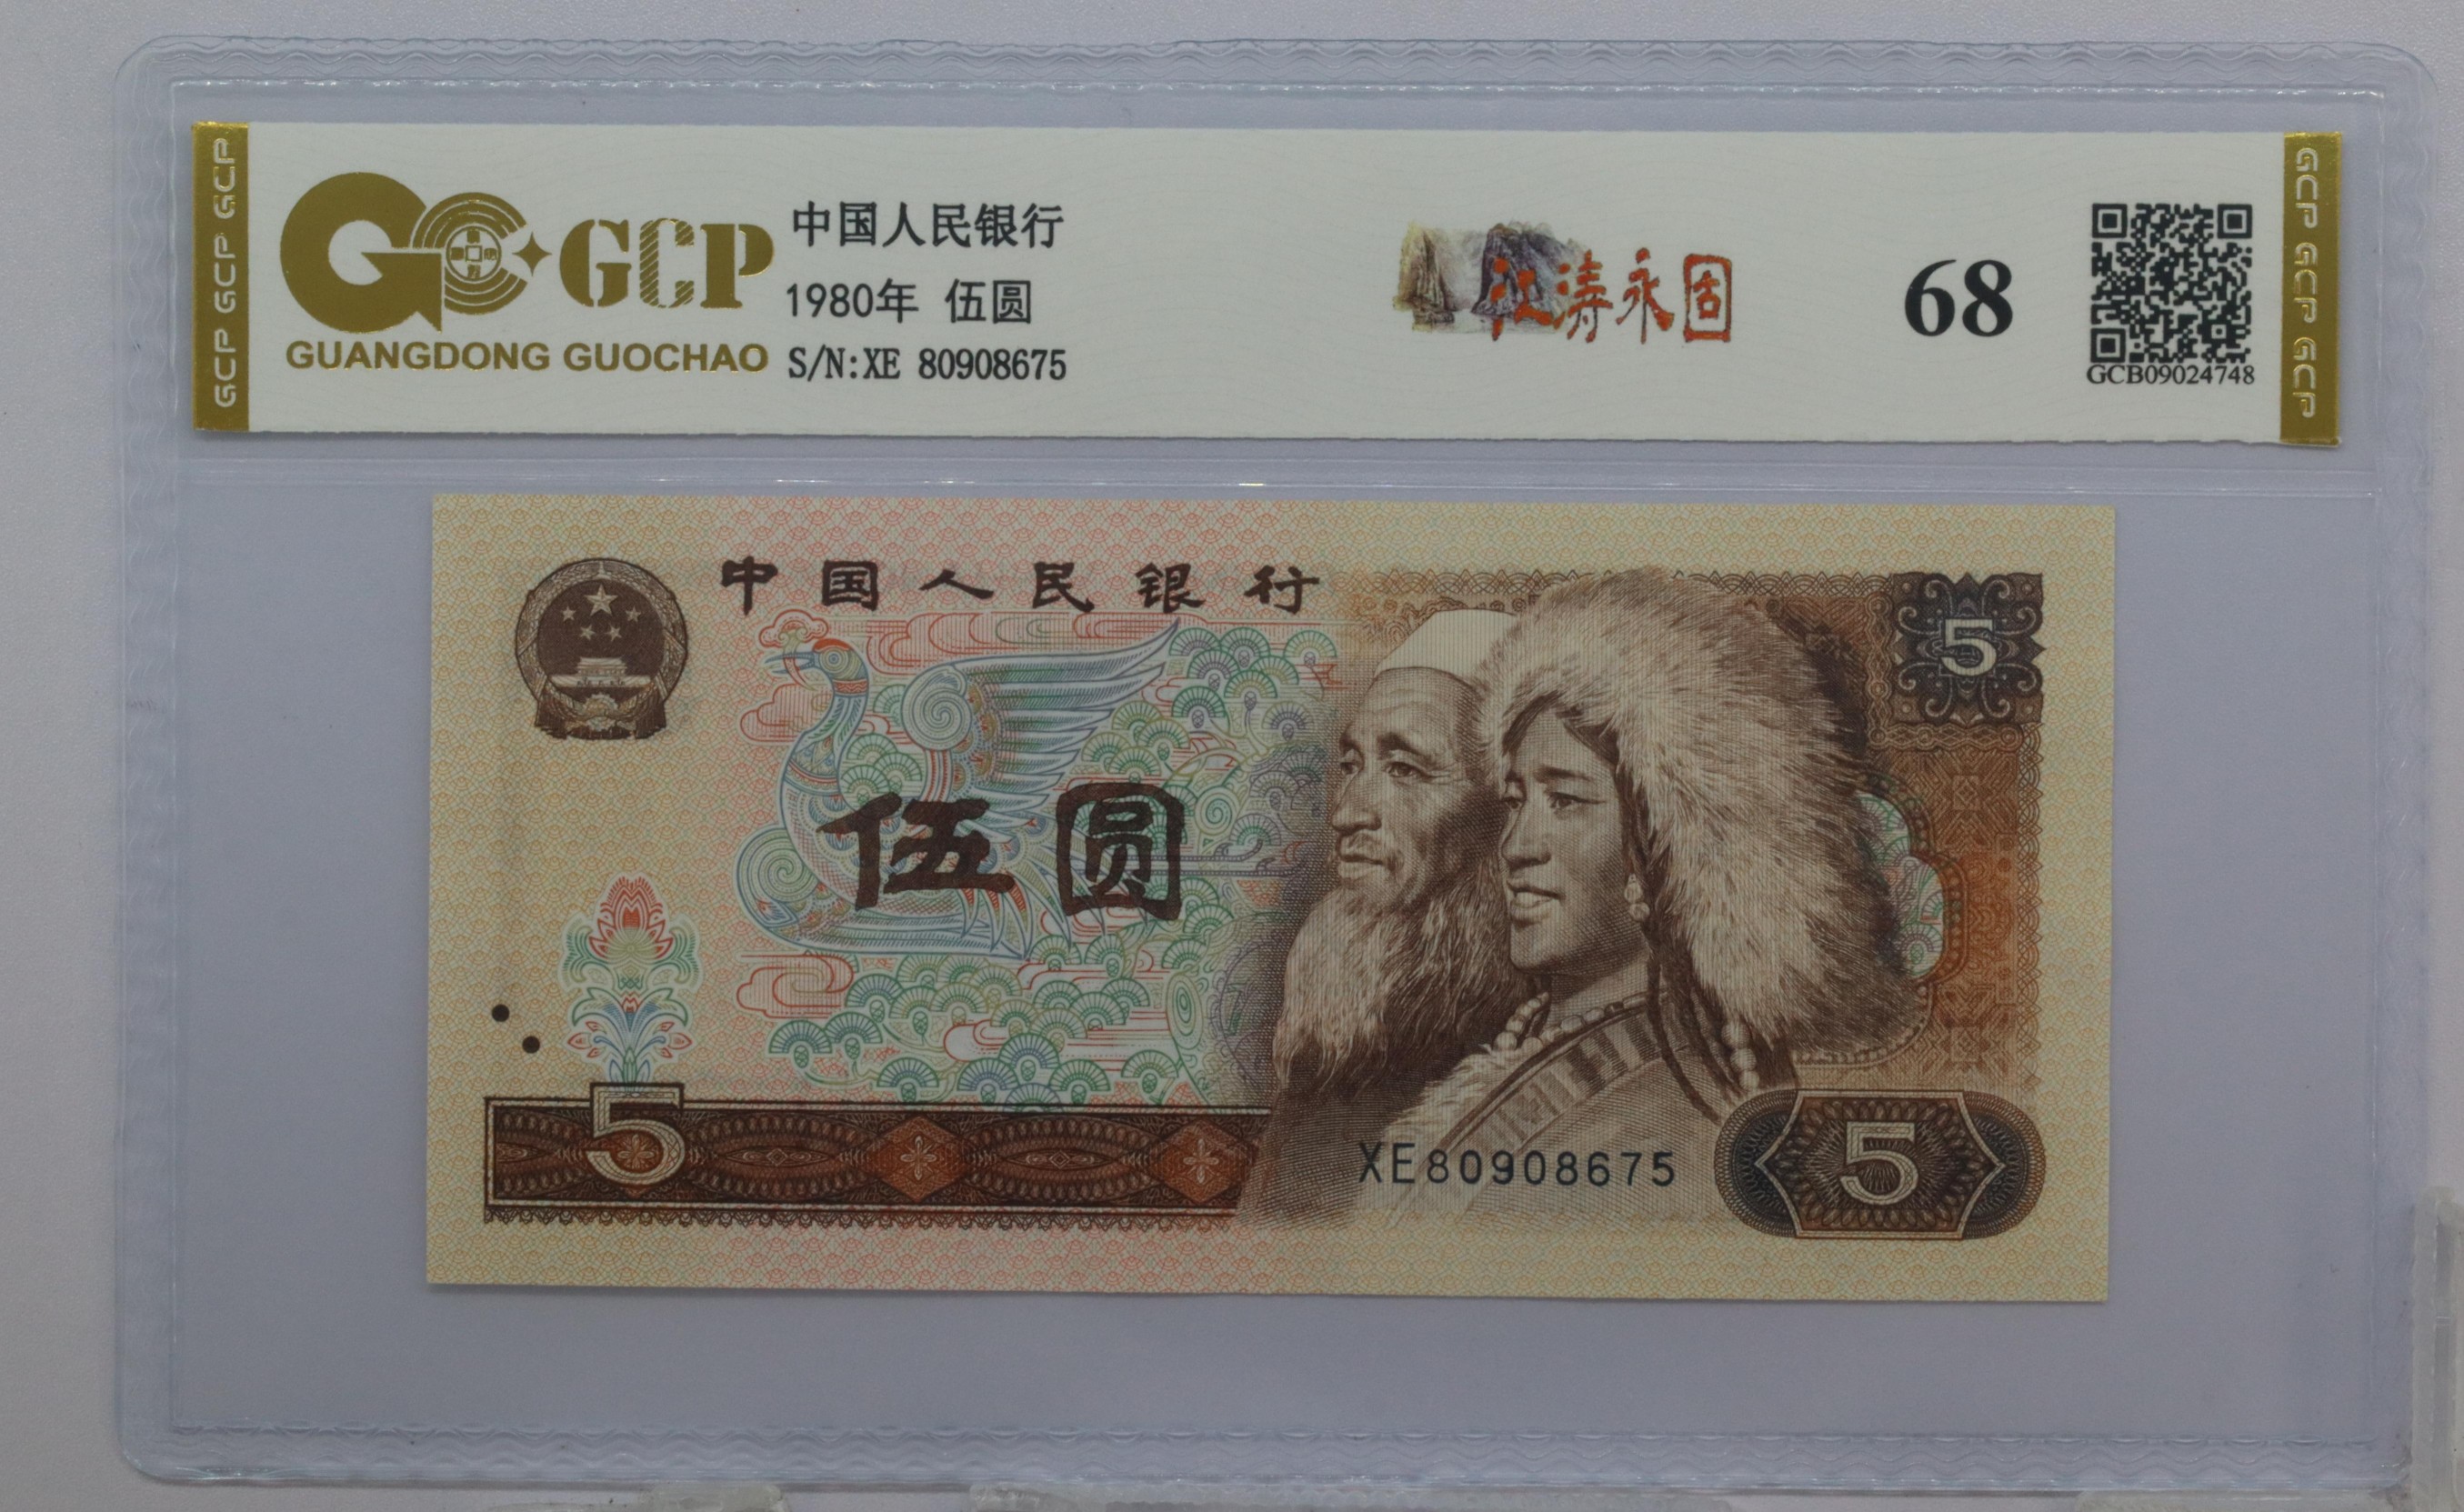 GCP GCP GCP
GCP
GUANGDONG GUOCHAO
中国人民银行
1980年 伍圆
S/N:XE 80908675
江涛永固
68
GCB09024748
GCP GCP GCP
中国人民银行
5
伍圆
5
XE80908675
5